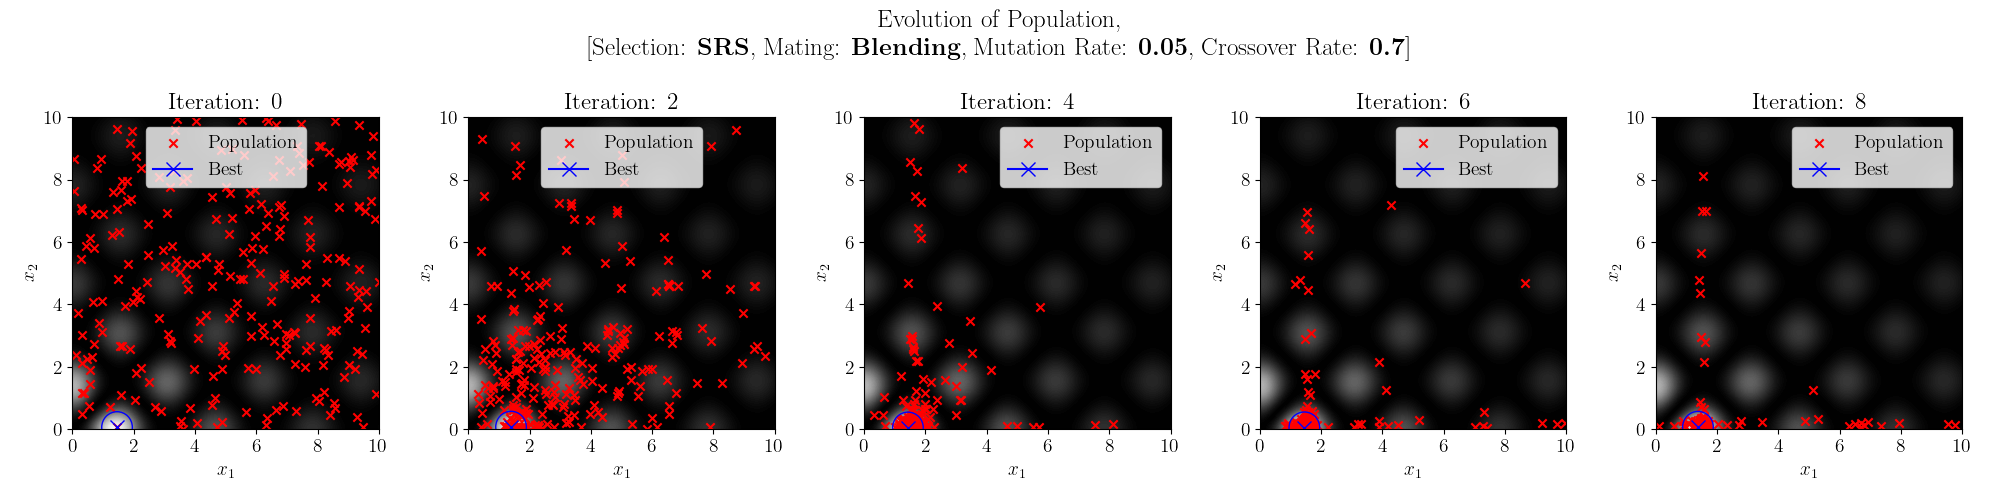 Evolution of Population,
[Selection: SRS, Mating: Blending, Mutation Rate: 0.05, Crossover Rate: 0.7]
Iteration: 0
10
8
6
4
2
0
x2
Population
Best
0 2 4 6 8 10
x1
Iteration: 2
10
8
6
4
2
0
x2
Population
Best
0 2 4 6 8 10
x1
Iteration: 4
10
8
6
4
2
0
x2
Population
Best
0 2 4 6 8 10
x1
Iteration: 6
10
8
6
4
2
0
x2
Population
Best
0 2 4 6 8 10
x1
Iteration: 8
10
8
6
4
2
0
x2
Population
Best
0 2 4 6 8 10
x1